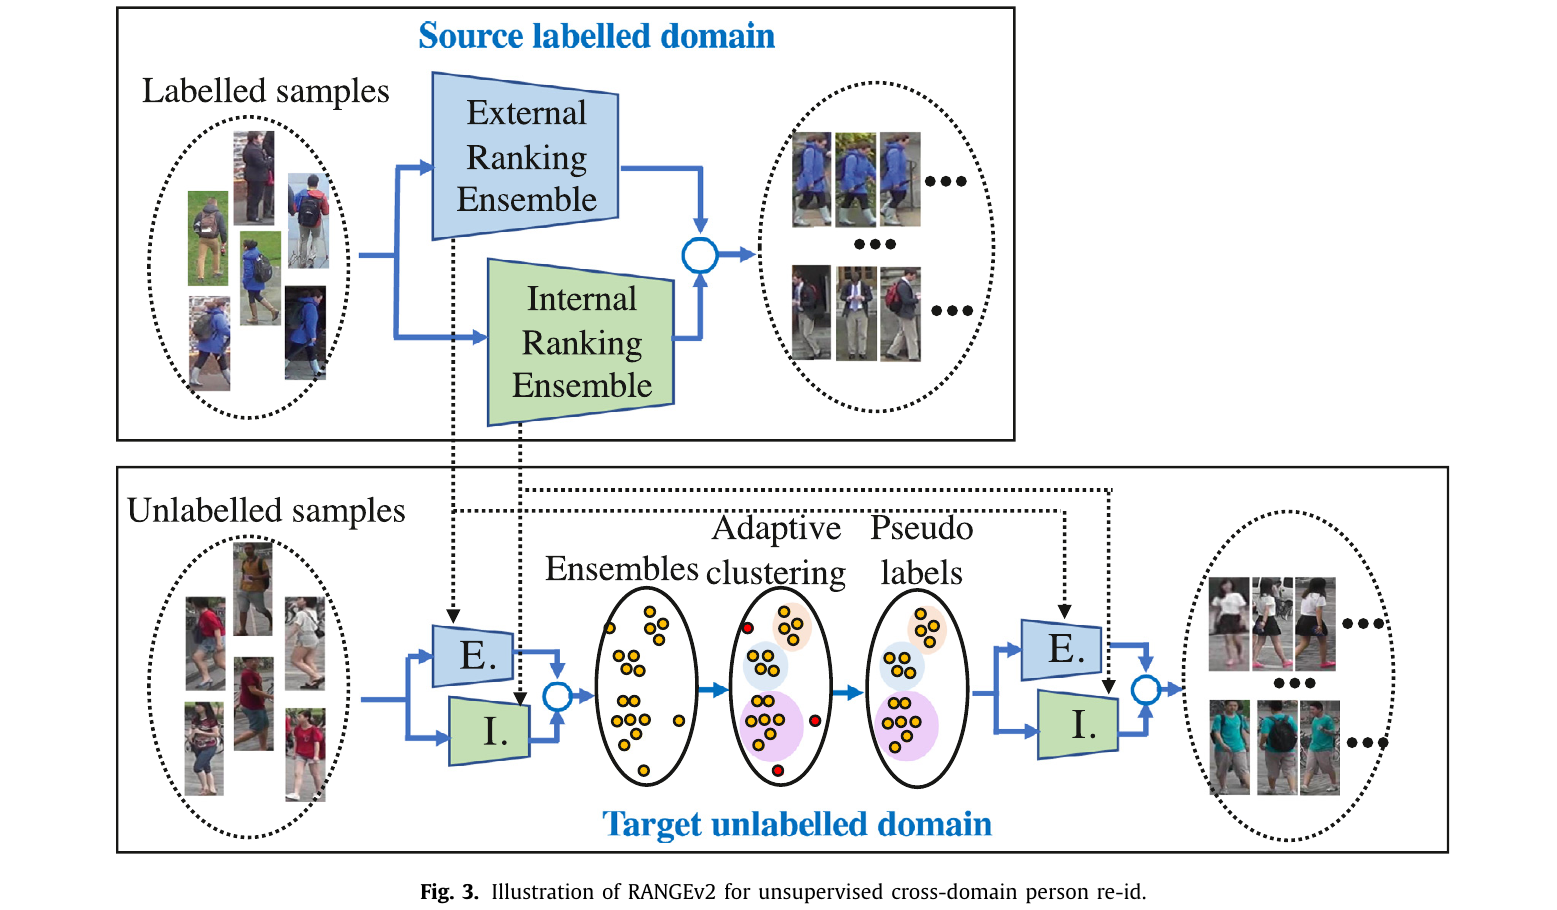 Source labelled domain
Labelled samples
External
Ranking
Ensemble
Internal
Ranking
Ensemble
Unlabelled samples
Ensembles
Adaptive
clustering
Pseudo
labels
E.
I.
E.
I.
Target unlabelled domain
Fig. 3. Illustration of RANGEv2 for unsupervised cross-domain person re-id.